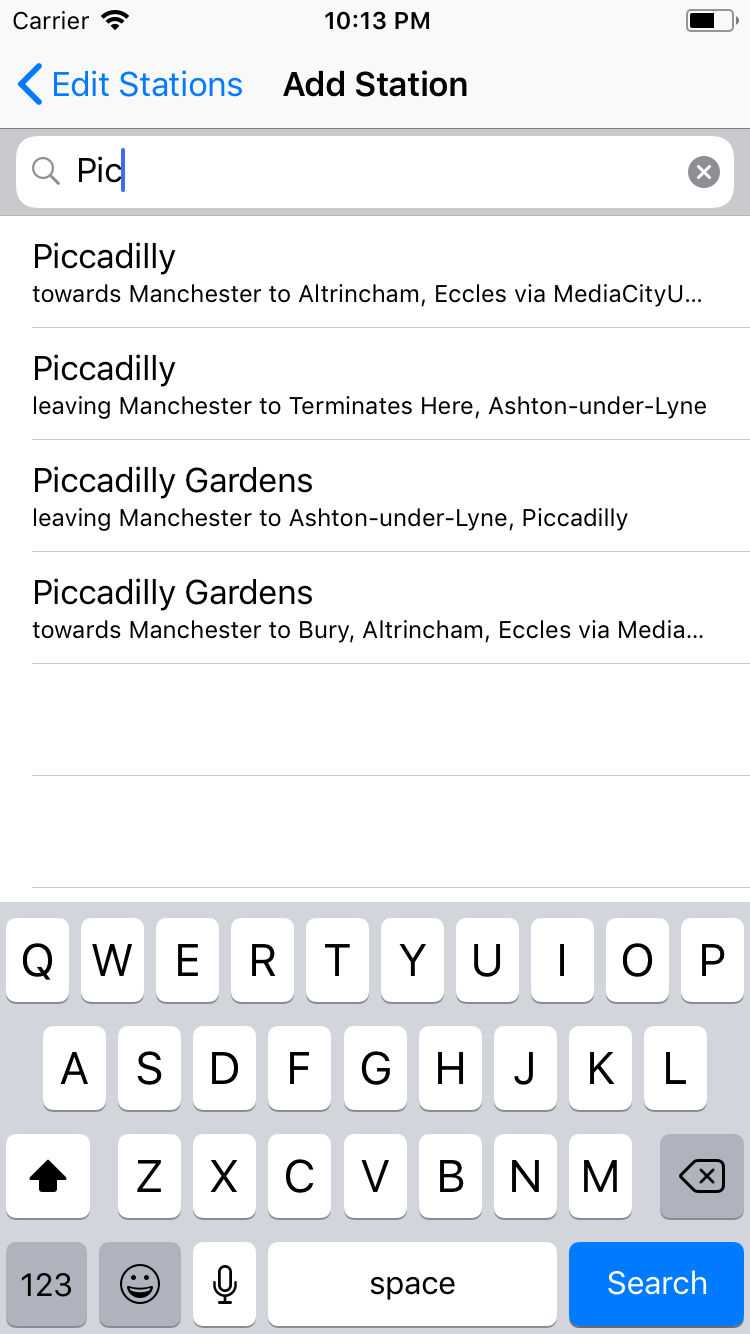 Carrier 10:13 PM
Edit Stations Add Station
Pic
Piccadilly
towards Manchester to Altrincham, Eccles via MediaCityU...
Piccadilly
leaving Manchester to Terminates Here, Ashton-under-Lyne
Piccadilly Gardens
leaving Manchester to Ashton-under-Lyne, Piccadilly
Piccadilly Gardens
towards Manchester to Bury, Altrincham, Eccles via Media...
Q W E R T Y U I O P
A S D F G H J K L
Z X C V B N M
123 space Search